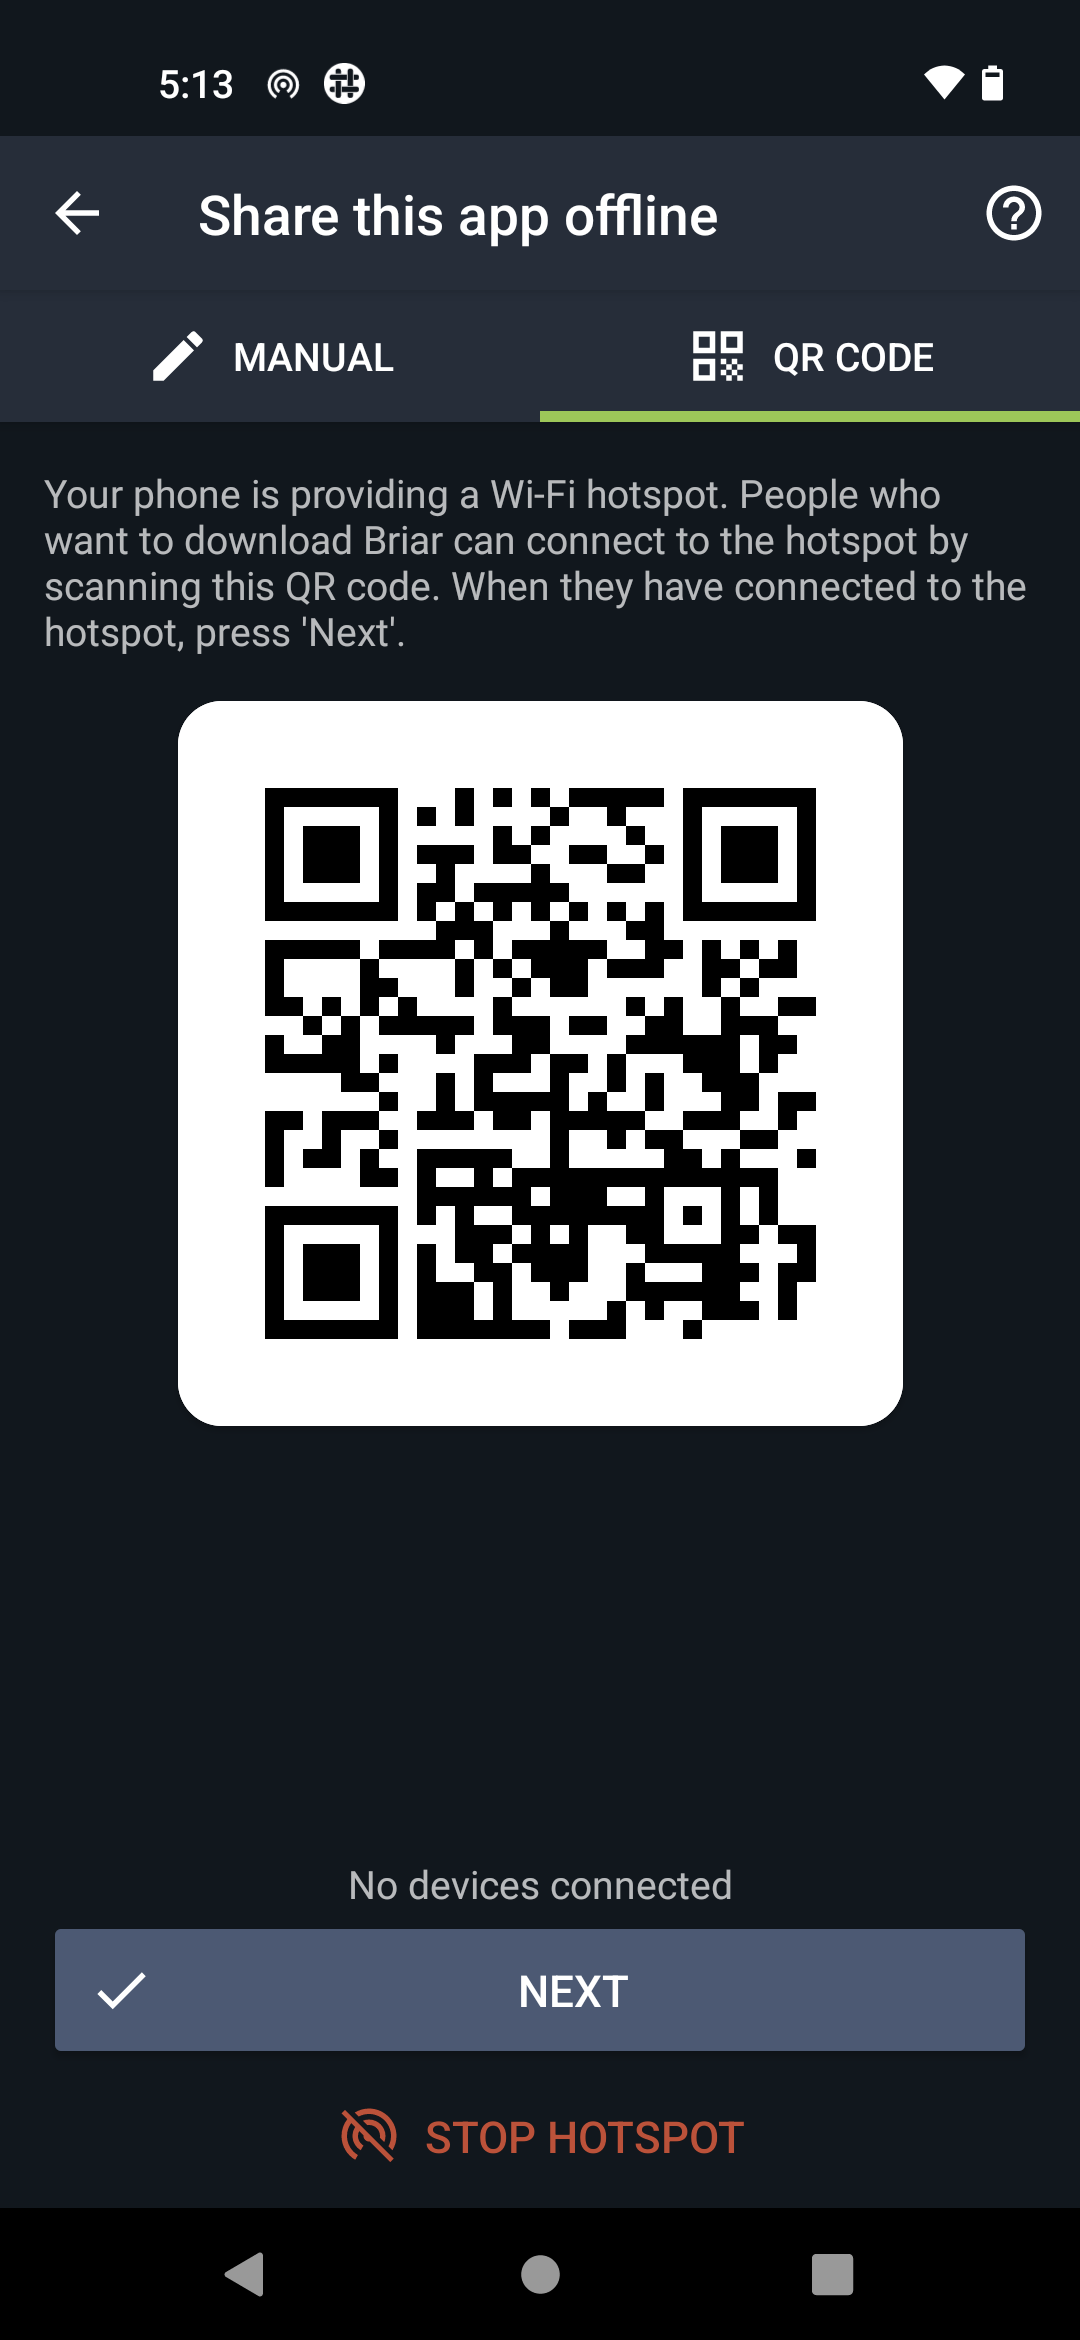 5:13
Share this app offline
MANUAL
QR CODE
Your phone is providing a Wi-Fi hotspot. People who
want to download Briar can connect to the hotspot by
scanning this QR code. When they have connected to the
hotspot, press 'Next'.
No devices connected
NEXT
STOP HOTSPOT